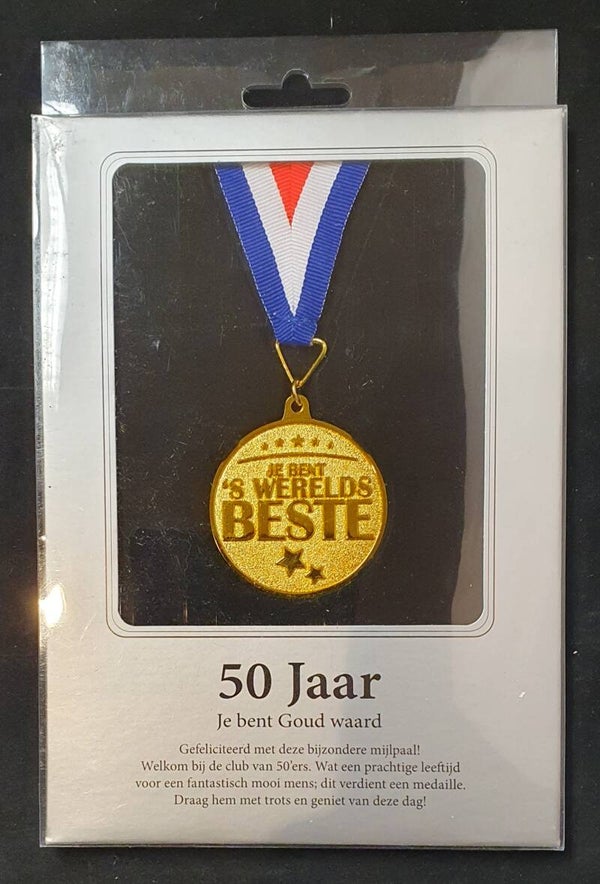 JE BENT
'S WERELDS
BESTE
50 Jaar
Je bent Goud waard
Gefeliciteerd met deze bijzondere mijlpaal!
Welkom bij de club van 50'ers. Wat een prachtige leeftijd
voor een fantastisch mooi mens; dit verdient een medaille.
Draag hem met trots en geniet van deze dag!